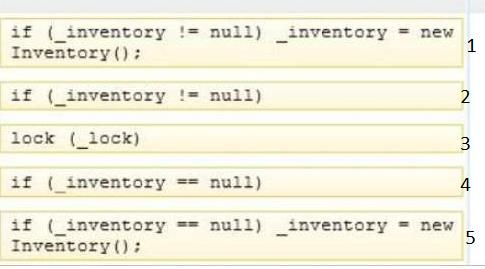 if (_inventory != null) _inventory = new
Inventory();
1
if (_inventory != null)
2
lock (_lock)
3
if (_inventory == null)
4
if (_inventory == null) _inventory = new
Inventory();
5